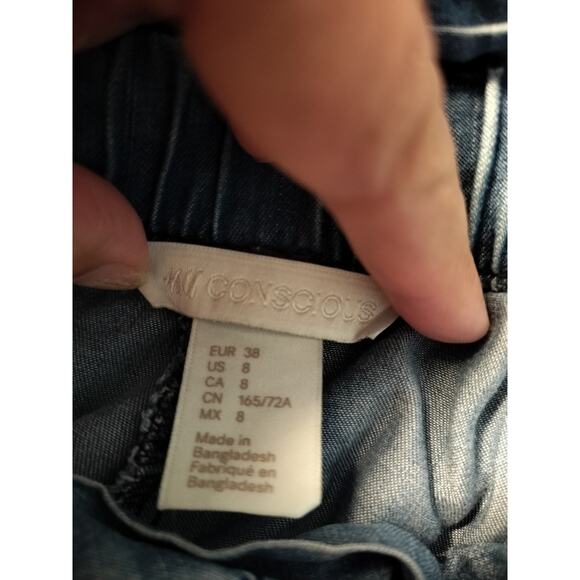 H&M CONSCIOUS
EUR 38
US 8
CA 8
CN 165/72A
MX 8
Made in
Bangladesh
Fabriqué en
Bangladesh